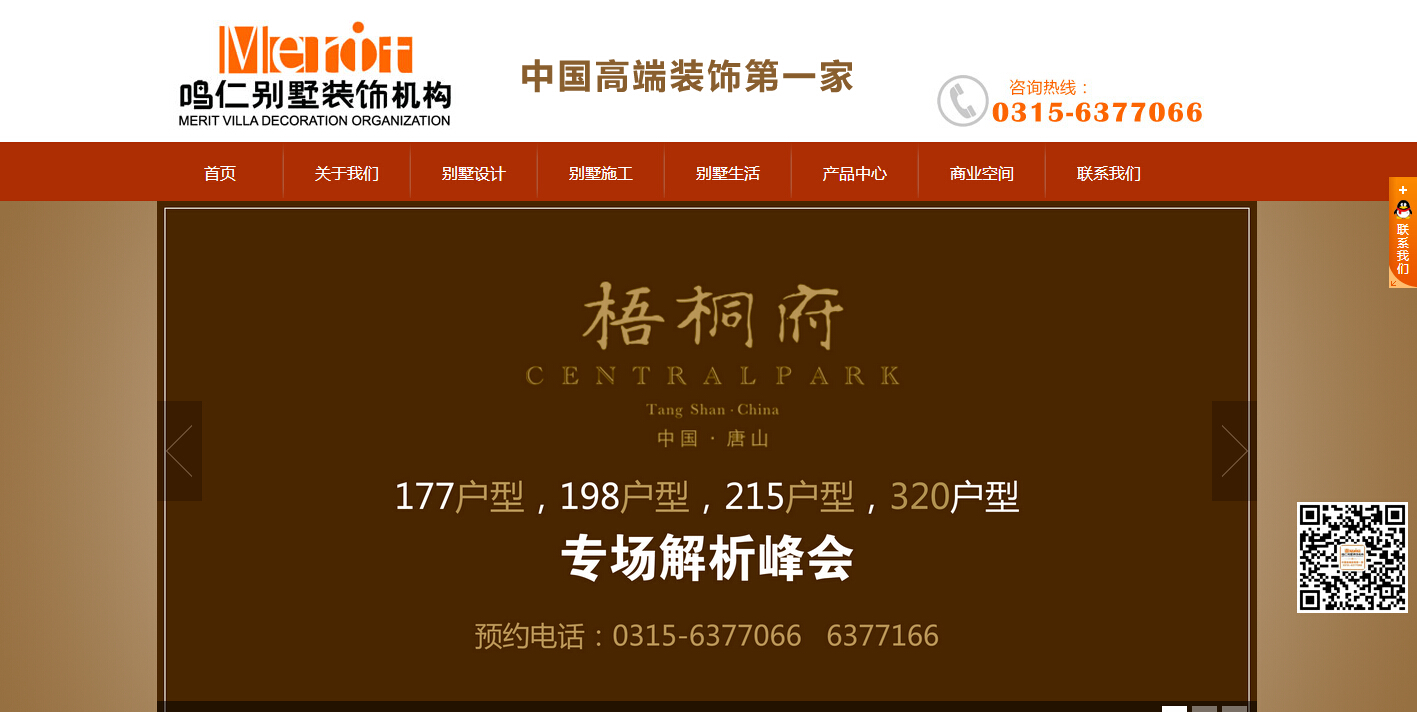 Merit
鸣仁别墅装饰机构
MERIT VILLA DECORATION ORGANIZATION
中国高端装饰第一家
咨询热线：
0315-6377066
首页 关于我们 别墅设计 别墅施工 别墅生活 产品中心 商业空间 联系我们
联系我们
梧桐府
CENTRAL PARK
Tang Shan · China
中国 · 唐山
177户型，198户型，215户型，320户型
专场解析峰会
预约电话：0315-6377066 6377166